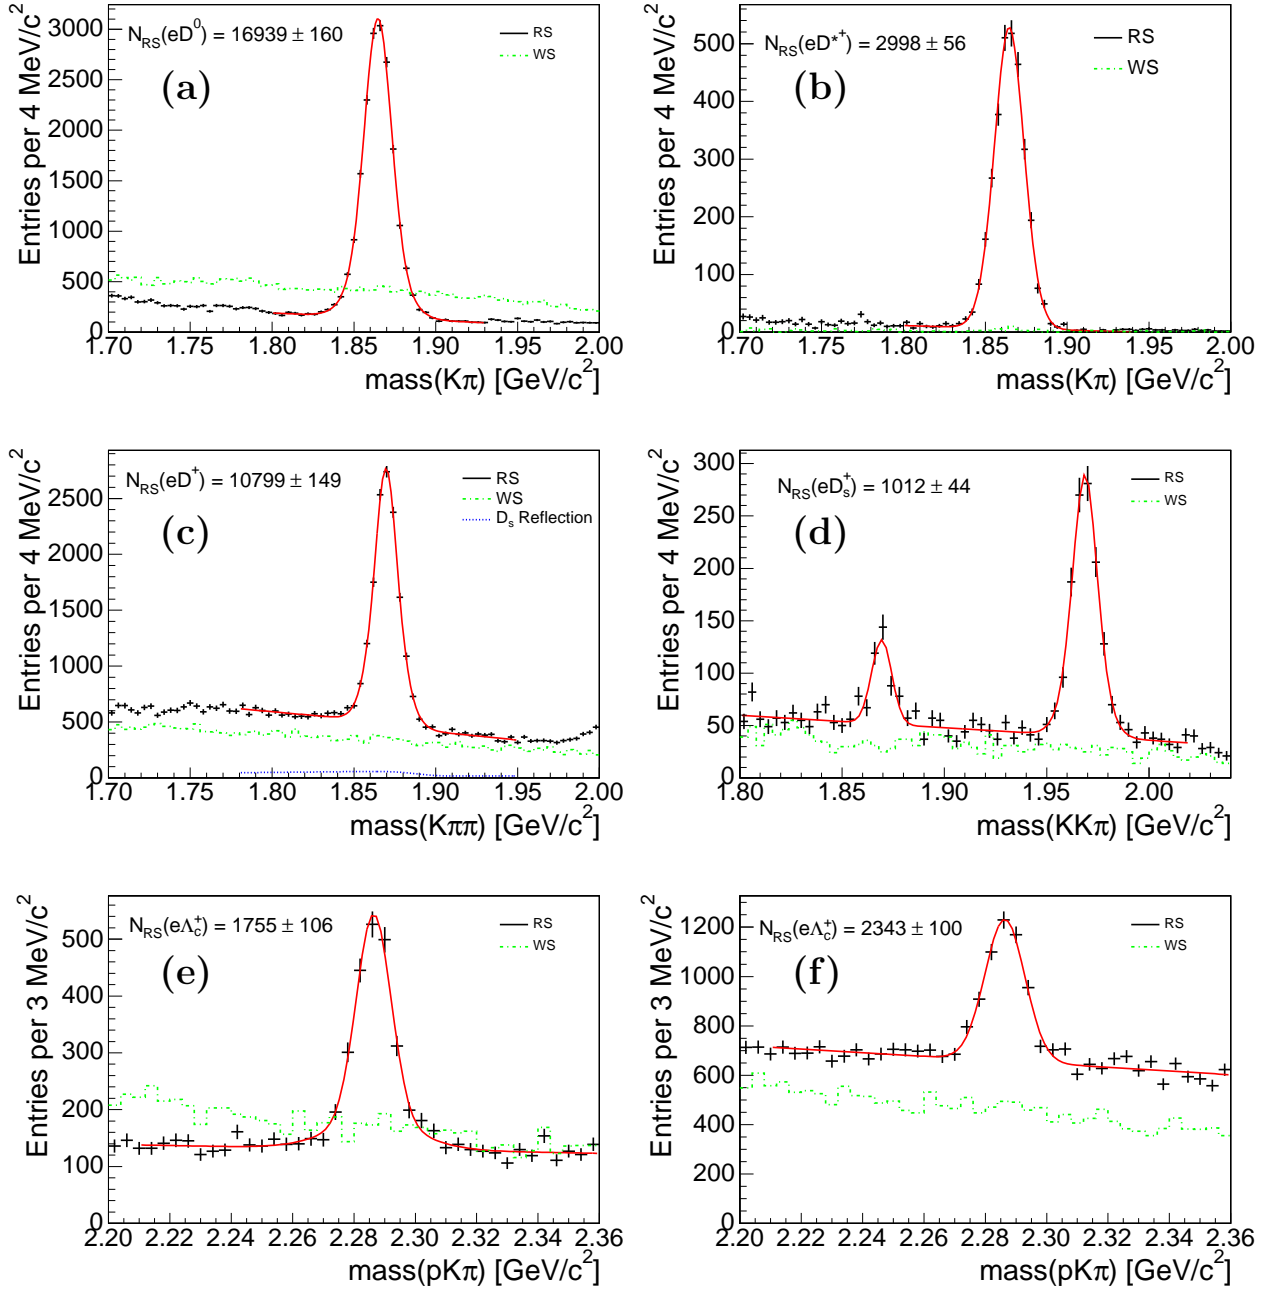 N_RS(eD^0) = 16939 ± 160
RS
WS
(a)
Entries per 4 MeV/c^2
3000
2500
2000
1500
1000
500
0
1.70 1.75 1.80 1.85 1.90 1.95 2.00
mass(Kπ) [GeV/c^2]
N_RS(eD*^+) = 2998 ± 56
RS
WS
(b)
Entries per 4 MeV/c^2
500
400
300
200
100
0
1.70 1.75 1.80 1.85 1.90 1.95 2.00
mass(Kπ) [GeV/c^2]
N_RS(eD^+) = 10799 ± 149
RS
WS
D_s Reflection
(c)
Entries per 4 MeV/c^2
2500
2000
1500
1000
500
0
1.70 1.75 1.80 1.85 1.90 1.95 2.00
mass(Kππ) [GeV/c^2]
N_RS(eD_s^+) = 1012 ± 44
RS
WS
(d)
Entries per 4 MeV/c^2
300
250
200
150
100
50
0
1.80 1.85 1.90 1.95 2.00
mass(KKπ) [GeV/c^2]
N_RS(eΛ_c^+) = 1755 ± 106
RS
WS
(e)
Entries per 3 MeV/c^2
500
400
300
200
100
0
2.20 2.22 2.24 2.26 2.28 2.30 2.32 2.34 2.36
mass(pKπ) [GeV/c^2]
N_RS(eΛ_c^+) = 2343 ± 100
RS
WS
(f)
Entries per 3 MeV/c^2
1200
1000
800
600
400
200
0
2.20 2.22 2.24 2.26 2.28 2.30 2.32 2.34 2.36
mass(pKπ) [GeV/c^2]